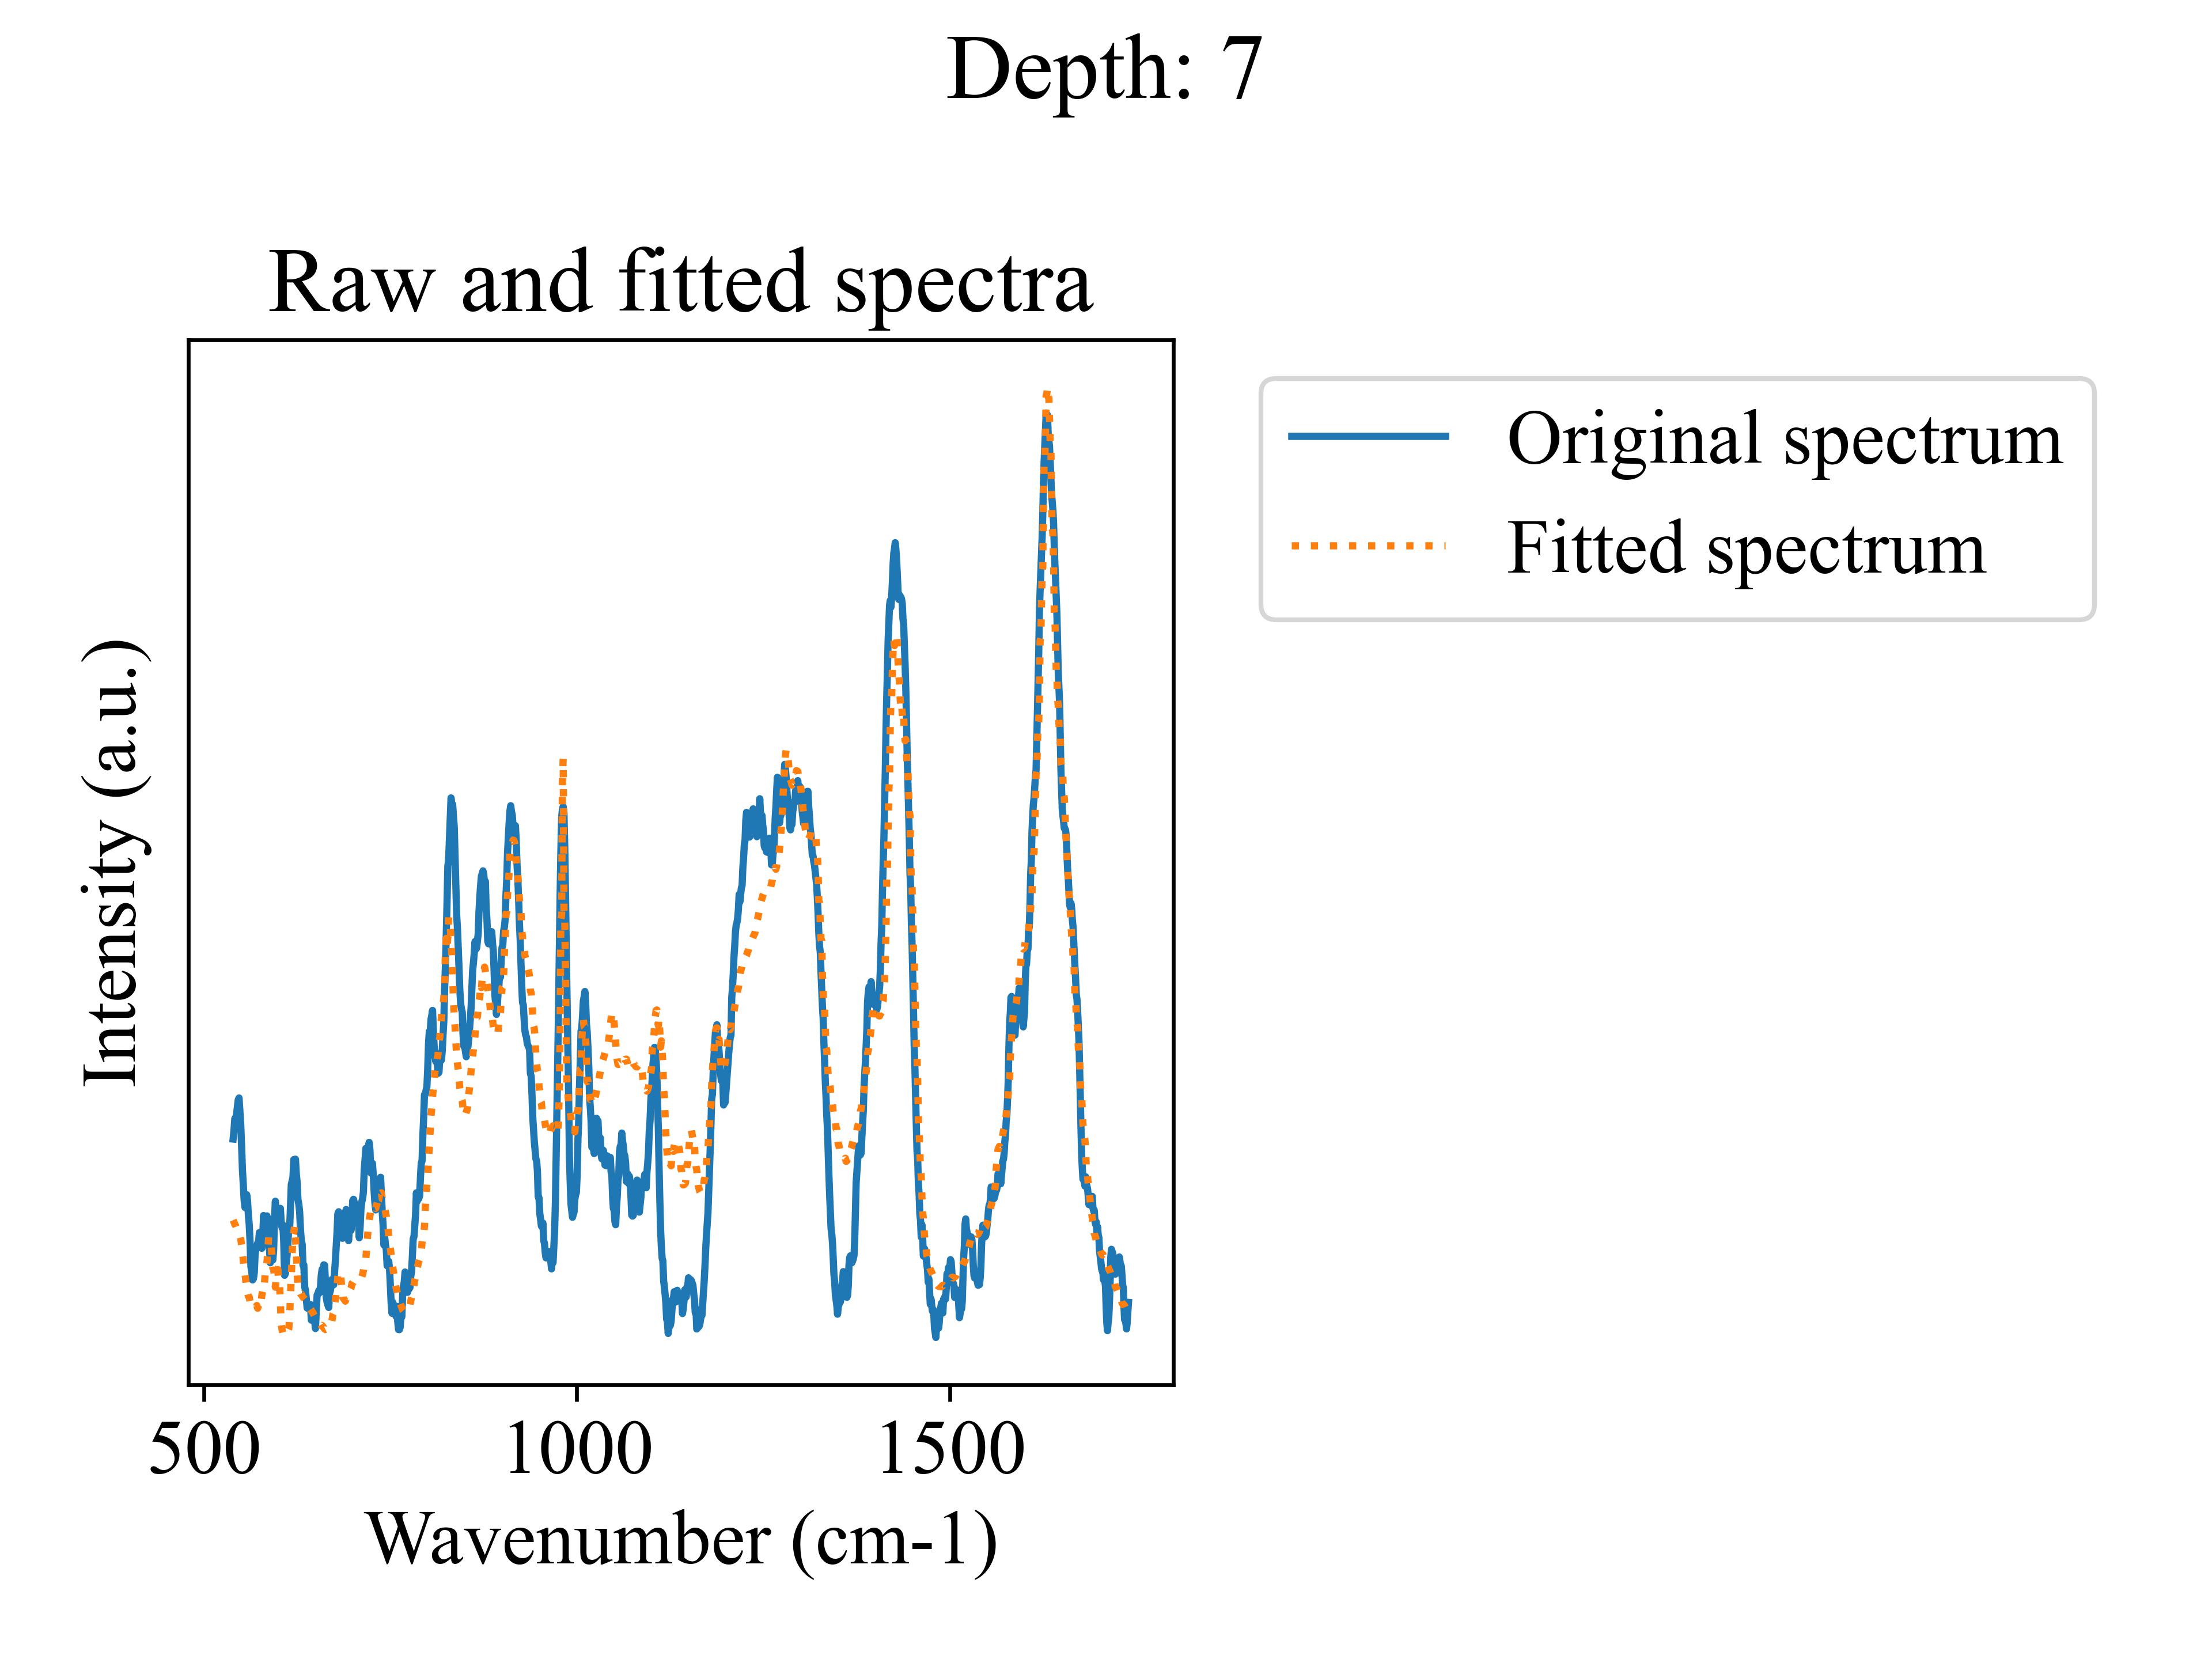 Depth: 7
Raw and fitted spectra
Original spectrum
Fitted spectrum
Intensity (a.u.)
500 1000 1500
Wavenumber (cm-1)